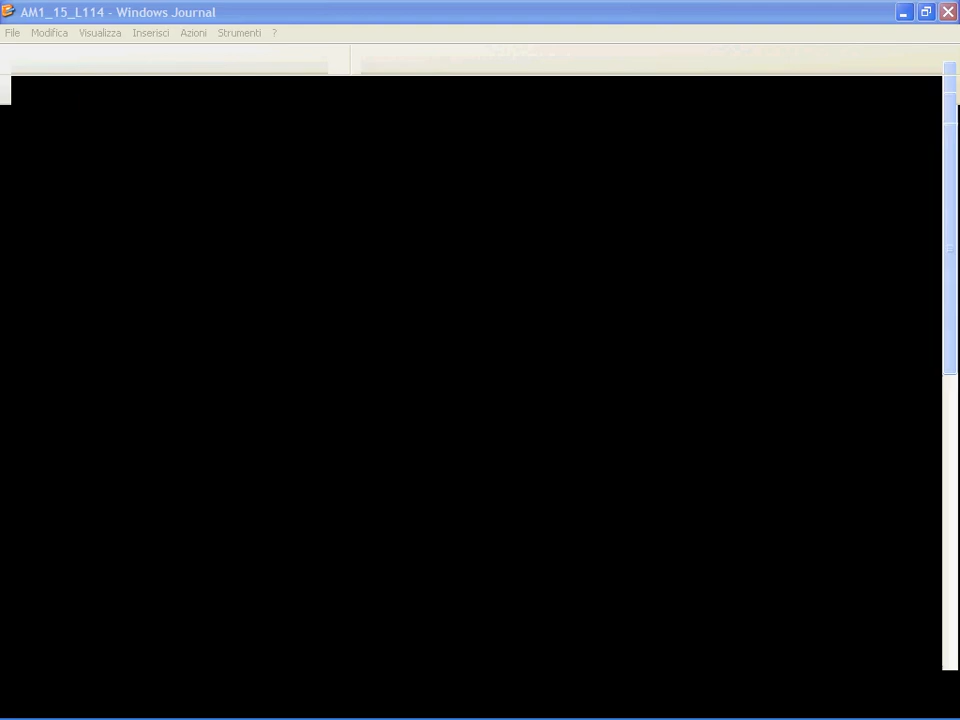 AM1_15_L114 - Windows Journal
File Modifica Visualizza Inserisci Azioni Strumenti ?